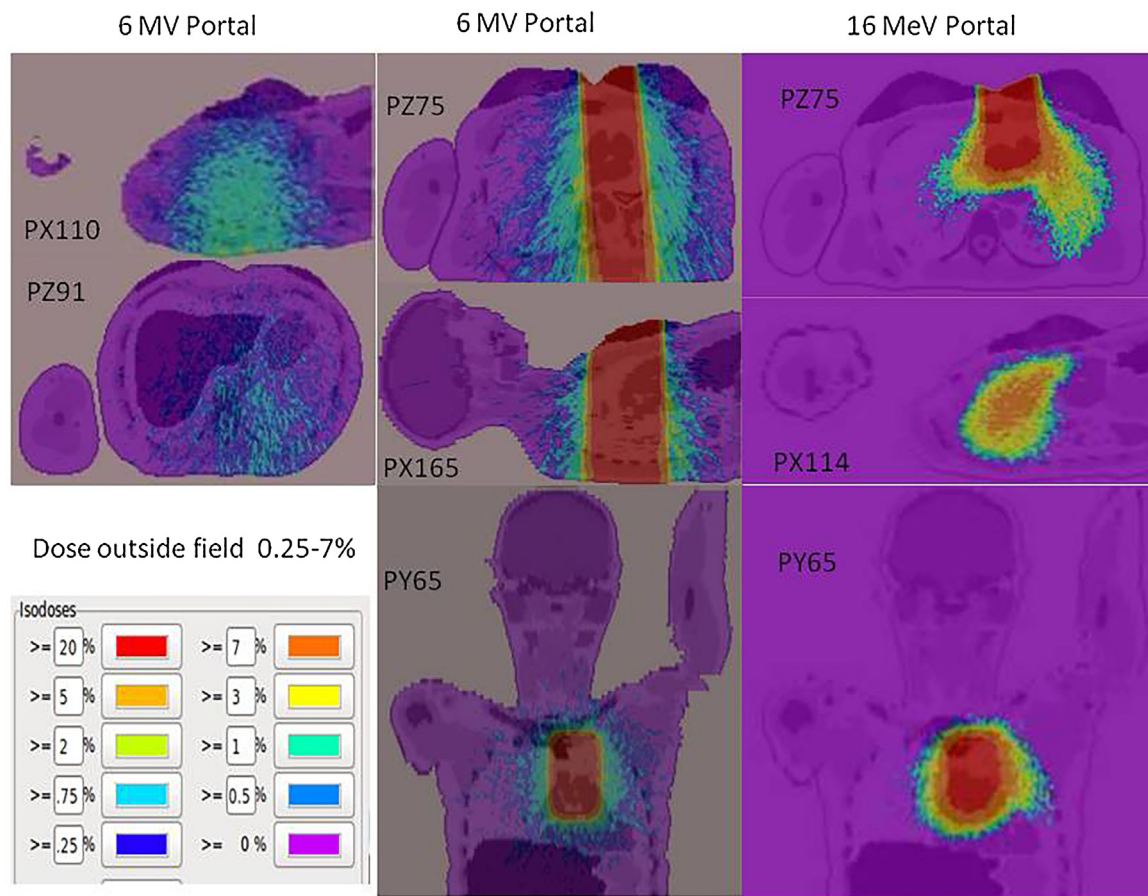 6 MV Portal
6 MV Portal
16 MeV Portal
PX110
PZ91
PZ75
PX165
PZ75
PX114
Dose outside field 0.25-7%
Isodoses
>= 20 % >= 7 %
>= 5 % >= 3 %
>= 2 % >= 1 %
>= .75 % >= 0.5 %
>= .25 % >= 0 %
PY65
PY65